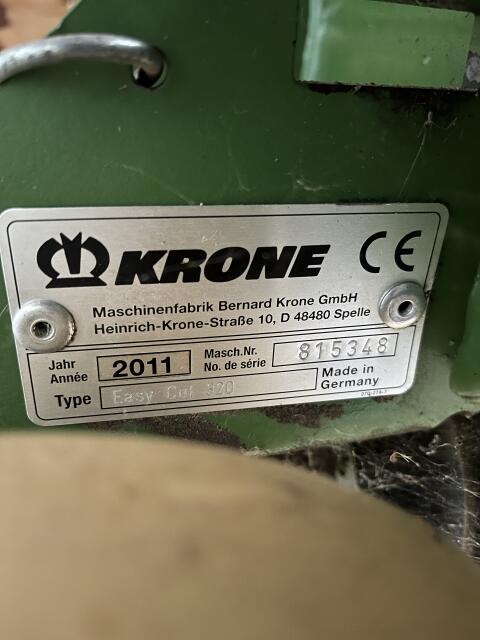 KRONE CE
Maschinenfabrik Bernard Krone GmbH
Heinrich-Krone-Straße 10, D 48480 Spelle
Jahr 2011 Masch.Nr. 815348
Année No. de série
Type Easy Cut 320 Made in
Germany